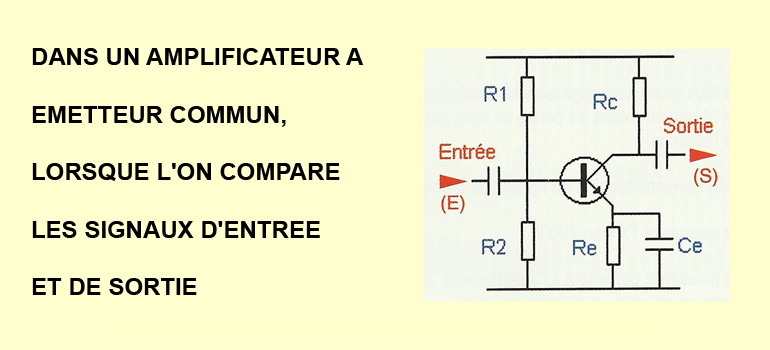 DANS UN AMPLIFICATEUR A
EMETTEUR COMMUN,
LORSQUE L'ON COMPARE
LES SIGNAUX D'ENTREE
ET DE SORTIE
R1
Rc
Sortie
Entrée
(S)
(E)
R2
Re
Ce